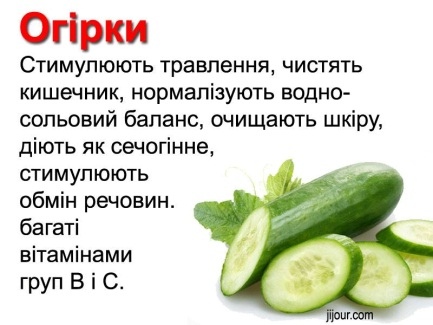 Огірки
Стимулюють травлення, чистять
кишечник, нормалізують водно-
сольовий баланс, очищають шкіру,
діють як сечогінне,
стимулюють
обмін речовин.
багаті
вітамінами
груп В і С.
jijour.com